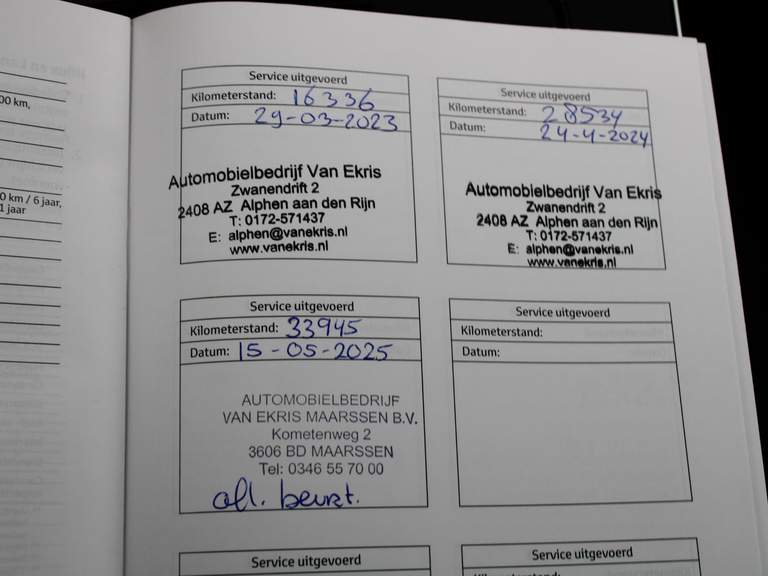 00 km,
0 km / 6 jaar,
1 jaar
Service uitgevoerd
Kilometerstand: 16336
Datum: 29-03-2023
Automobielbedrijf Van Ekris
Zwanendrift 2
2408 AZ Alphen aan den Rijn
T: 0172-571437
E: alphen@vanekris.nl
www.vanekris.nl
Service uitgevoerd
Kilometerstand: 28534
Datum: 24-4-2024
Automobielbedrijf Van Ekris
Zwanendrift 2
2408 AZ Alphen aan den Rijn
T: 0172-571437
E: alphen@vanekris.nl
www.vanekris.nl
Service uitgevoerd
Kilometerstand: 33945
Datum: 15-05-2025
AUTOMOBIELBEDRIJF
VAN EKRIS MAARSSEN B.V.
Kometenweg 2
3606 BD MAARSSEN
Tel: 0346 55 70 00
afl. beurt.
Service uitgevoerd
Kilometerstand:
Datum:
Service uitgevoerd
Service uitgevoerd